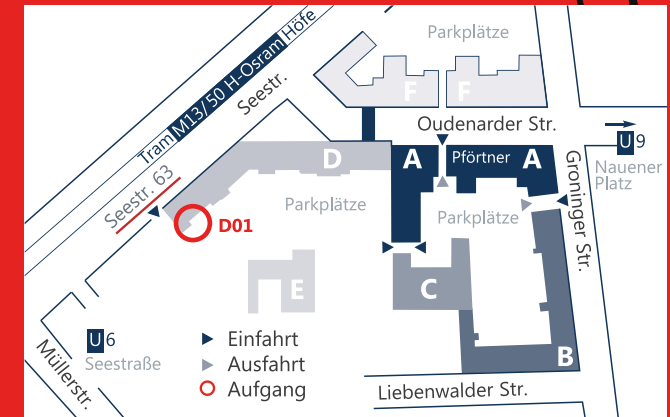 Parkplätze
Tram M13/50 H-Osram Höfe
Seestr.
F F
Oudenarder Str.
U9
Nauener
Platz
D
A
Pförtner
A
Groninger Str.
Seestr. 63
Parkplätze
Parkplätze
D01
E
C
U6
Seestraße
Einfahrt
Ausfahrt
Aufgang
B
Müllerstr.
Liebenwalder Str.